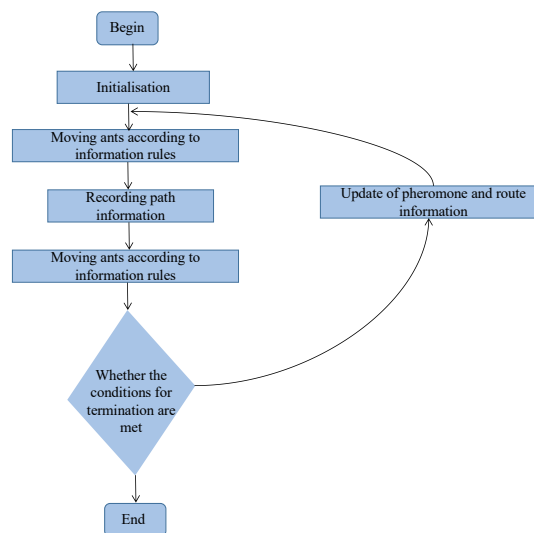 Begin
Initialisation
Moving ants according to
information rules
Recording path
information
Update of pheromone and route
information
Moving ants according to
information rules
Whether the
conditions for
termination are
met
End